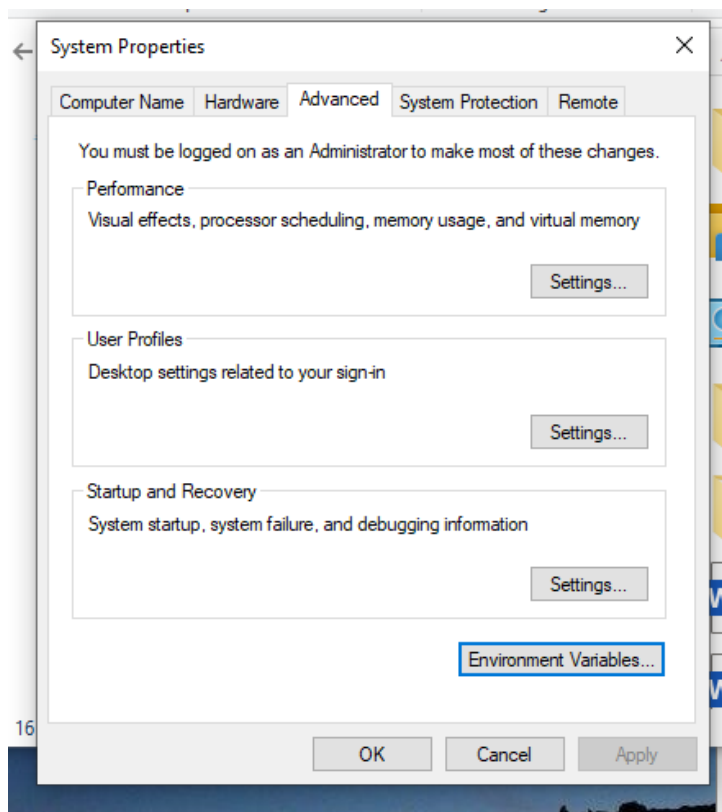 System Properties
Computer Name Hardware Advanced System Protection Remote
You must be logged on as an Administrator to make most of these changes.
Performance
Visual effects, processor scheduling, memory usage, and virtual memory
Settings...
User Profiles
Desktop settings related to your sign-in
Settings...
Startup and Recovery
System startup, system failure, and debugging information
Settings...
Environment Variables...
16
OK Cancel Apply